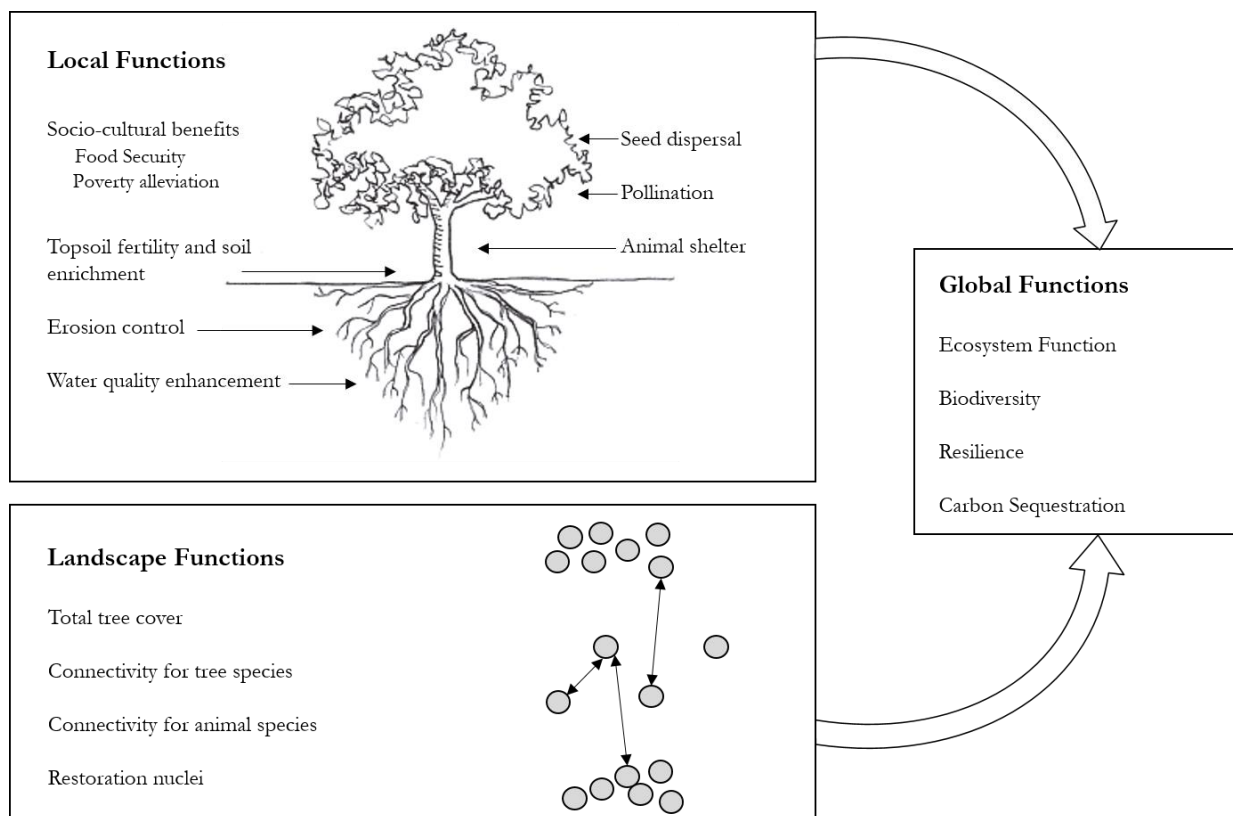 Local Functions
Socio-cultural benefits
Food Security
Poverty alleviation
Topsoil fertility and soil
enrichment
Erosion control
Water quality enhancement
Seed dispersal
Pollination
Animal shelter
Landscape Functions
Total tree cover
Connectivity for tree species
Connectivity for animal species
Restoration nuclei
Global Functions
Ecosystem Function
Biodiversity
Resilience
Carbon Sequestration